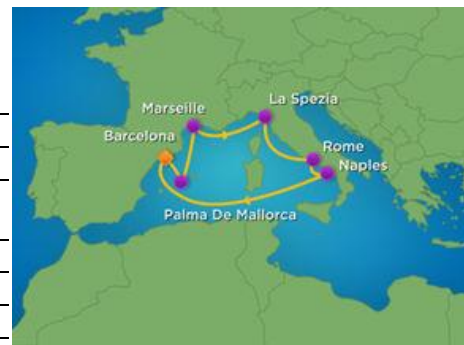 La Spezia
Marseille
Barcelona
Rome
Naples
Palma De Mallorca